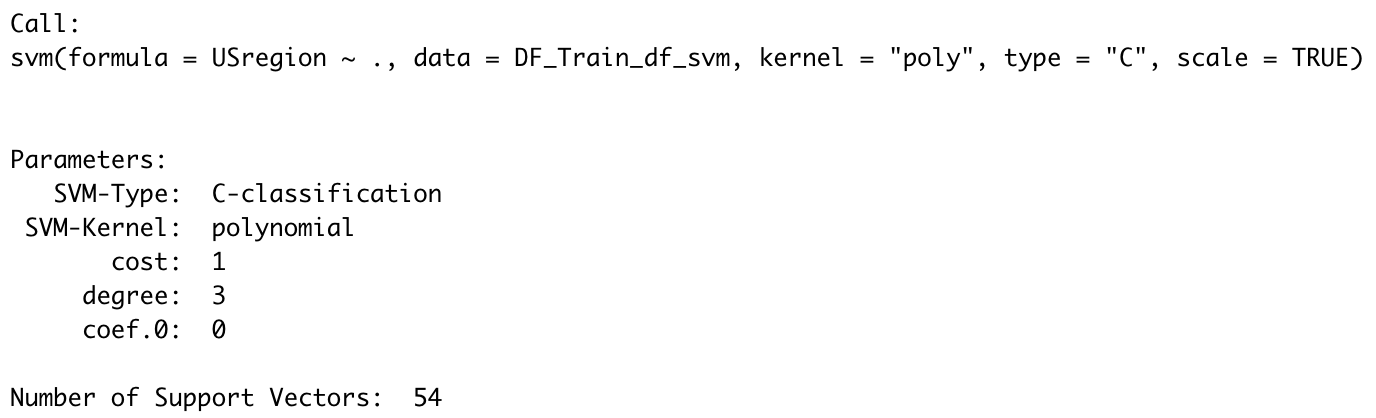 Call:
svm(formula = USregion ~ ., data = DF_Train_df_svm, kernel = "poly", type = "C", scale = TRUE)
Parameters:
SVM-Type: C-classification
SVM-Kernel: polynomial
cost: 1
degree: 3
coef.0: 0
Number of Support Vectors: 54